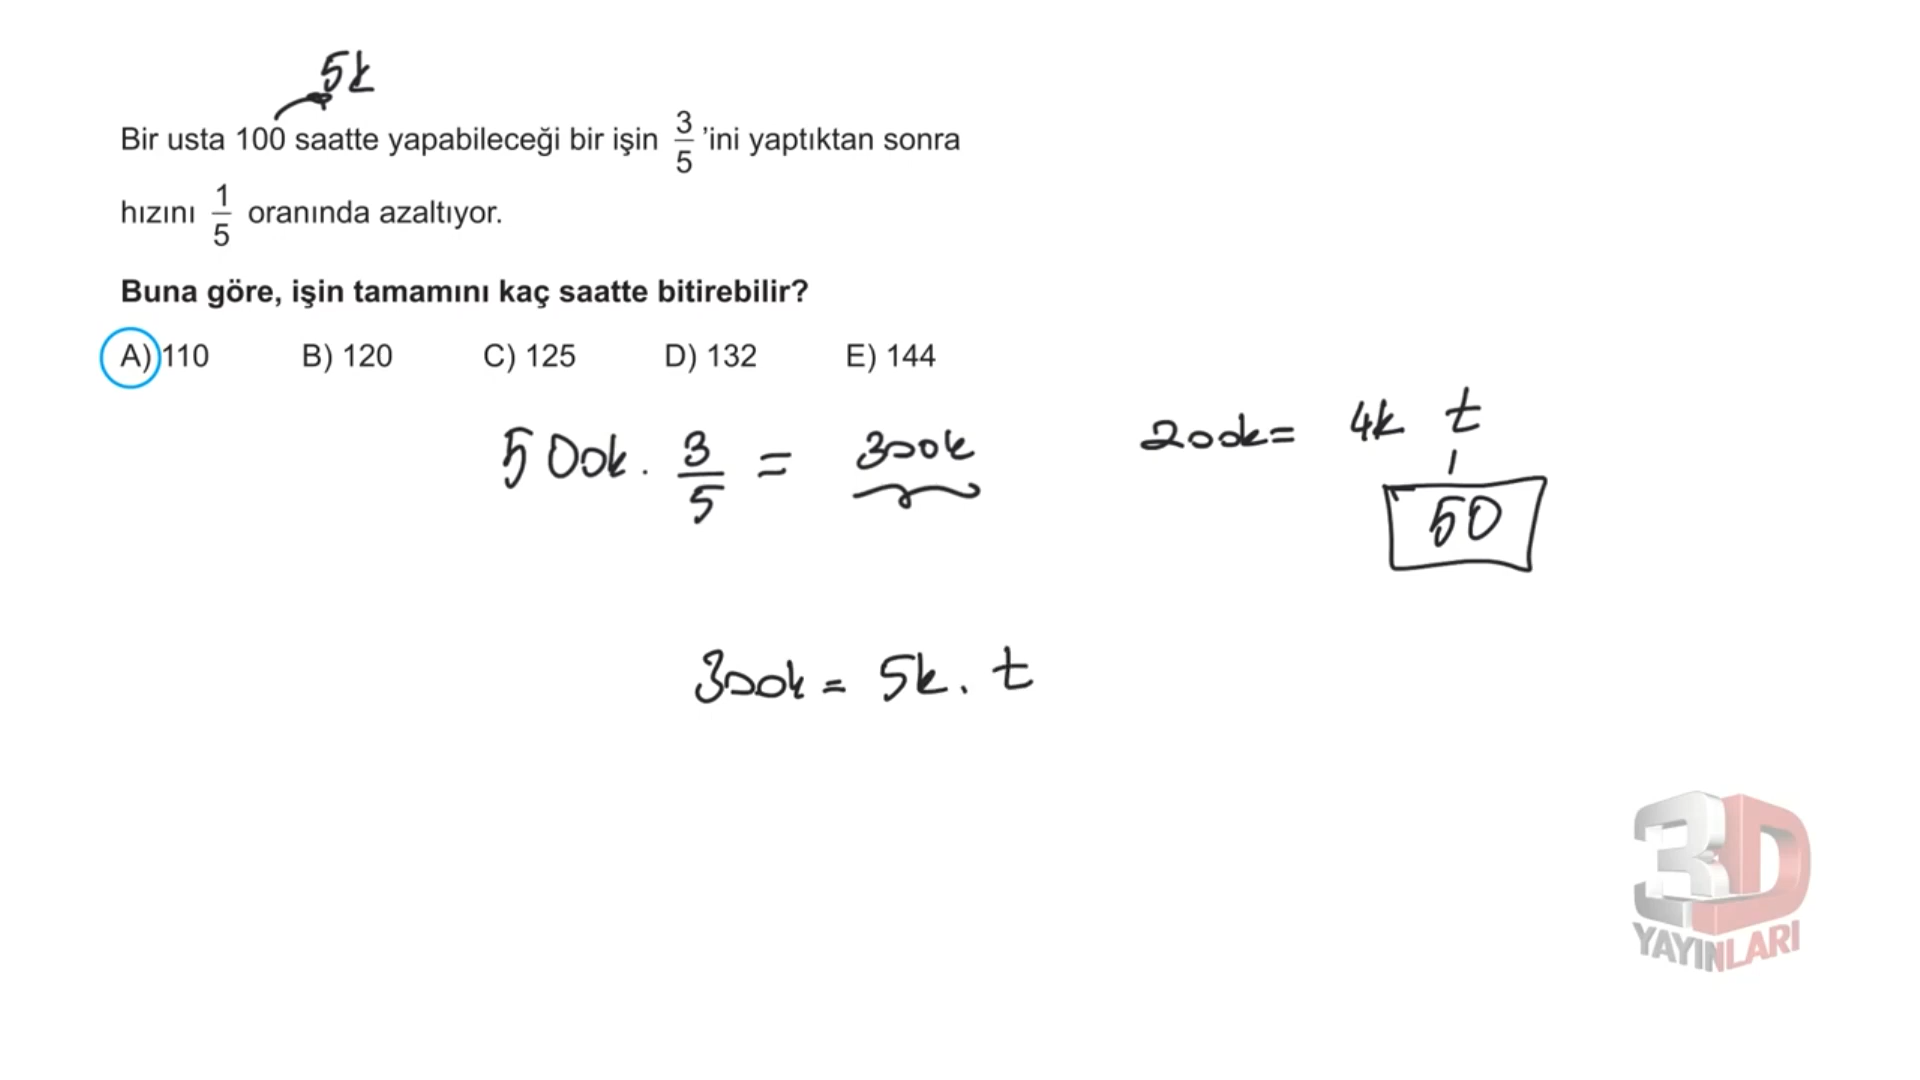 5k
Bir usta 100 saatte yapabileceği bir işin 3/5 'ini yaptıktan sonra
hızını 1/5 oranında azaltıyor.
Buna göre, işin tamamını kaç saatte bitirebilir?
A) 110 B) 120 C) 125 D) 132 E) 144
500k . 3/5 = 300k
200k = 4k t
50
300k = 5k . t
3D
YAYINLARI